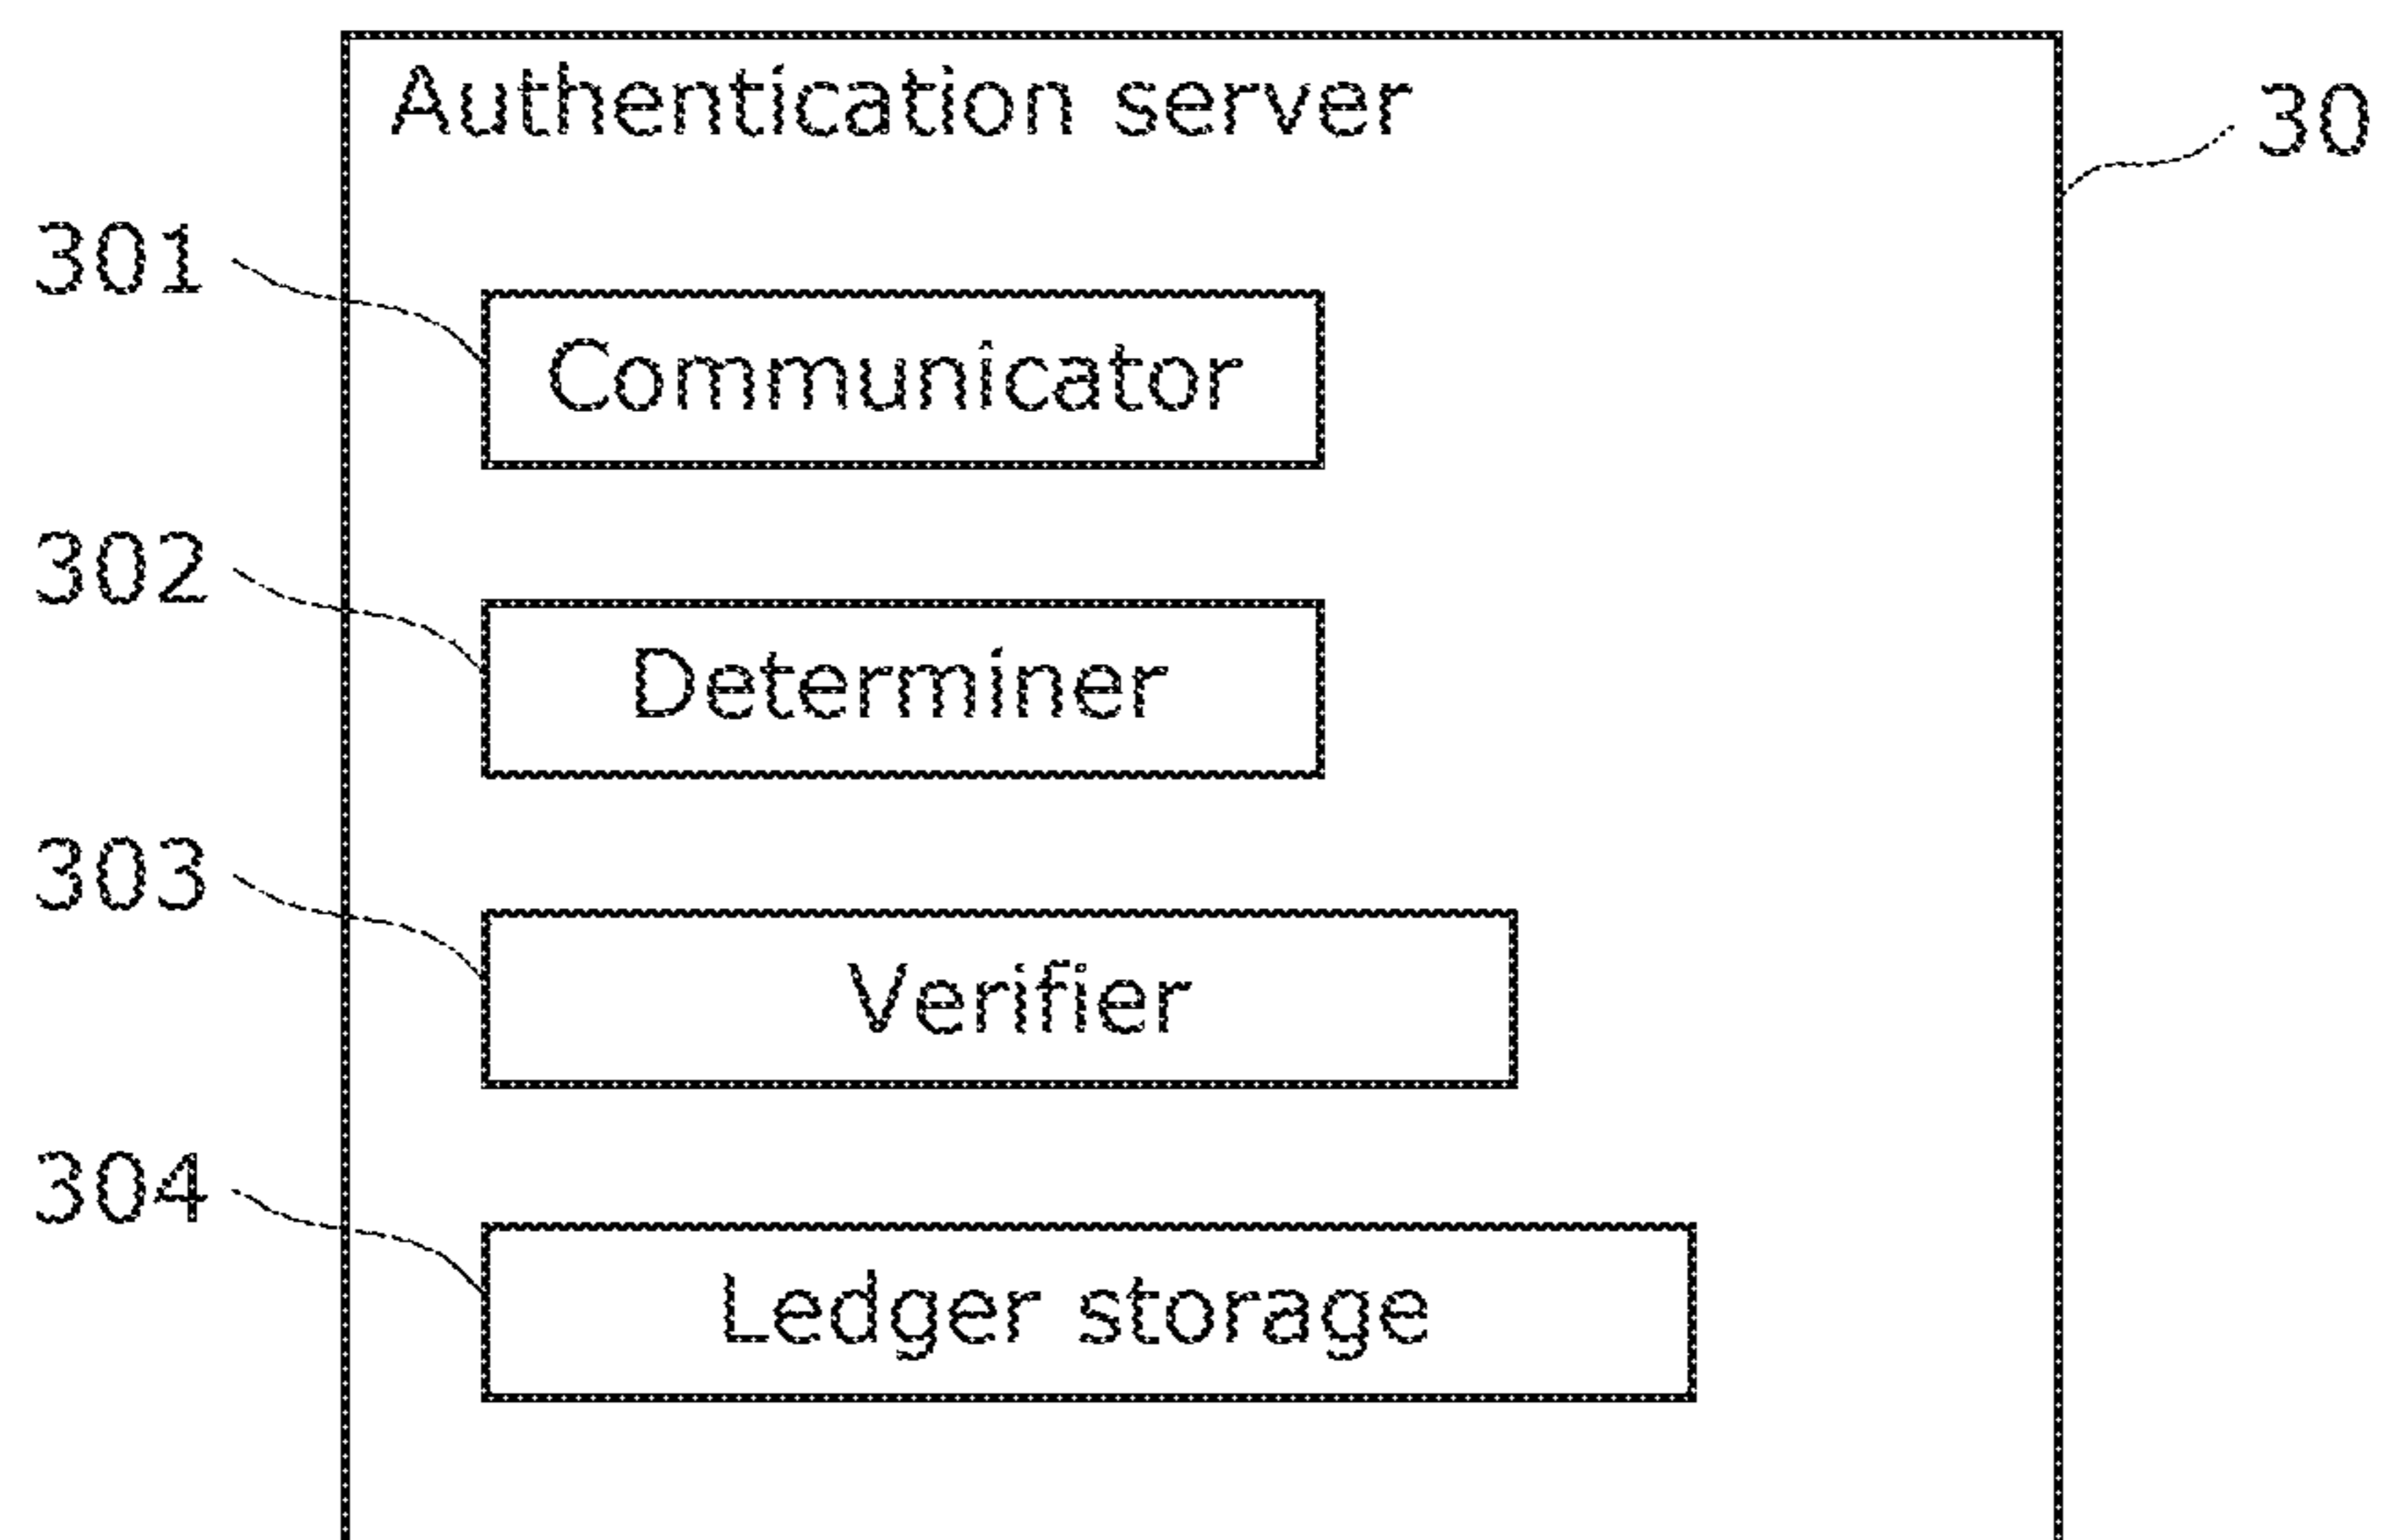 Authentication server
30
301
Communicator
302
Determiner
303
Verifier
304
Ledger storage